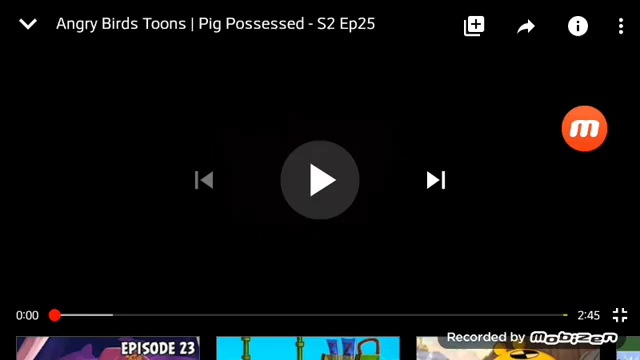 Angry Birds Toons | Pig Possessed - S2 Ep25
m
0:00
2:45
EPISODE 23
Recorded by mobizen